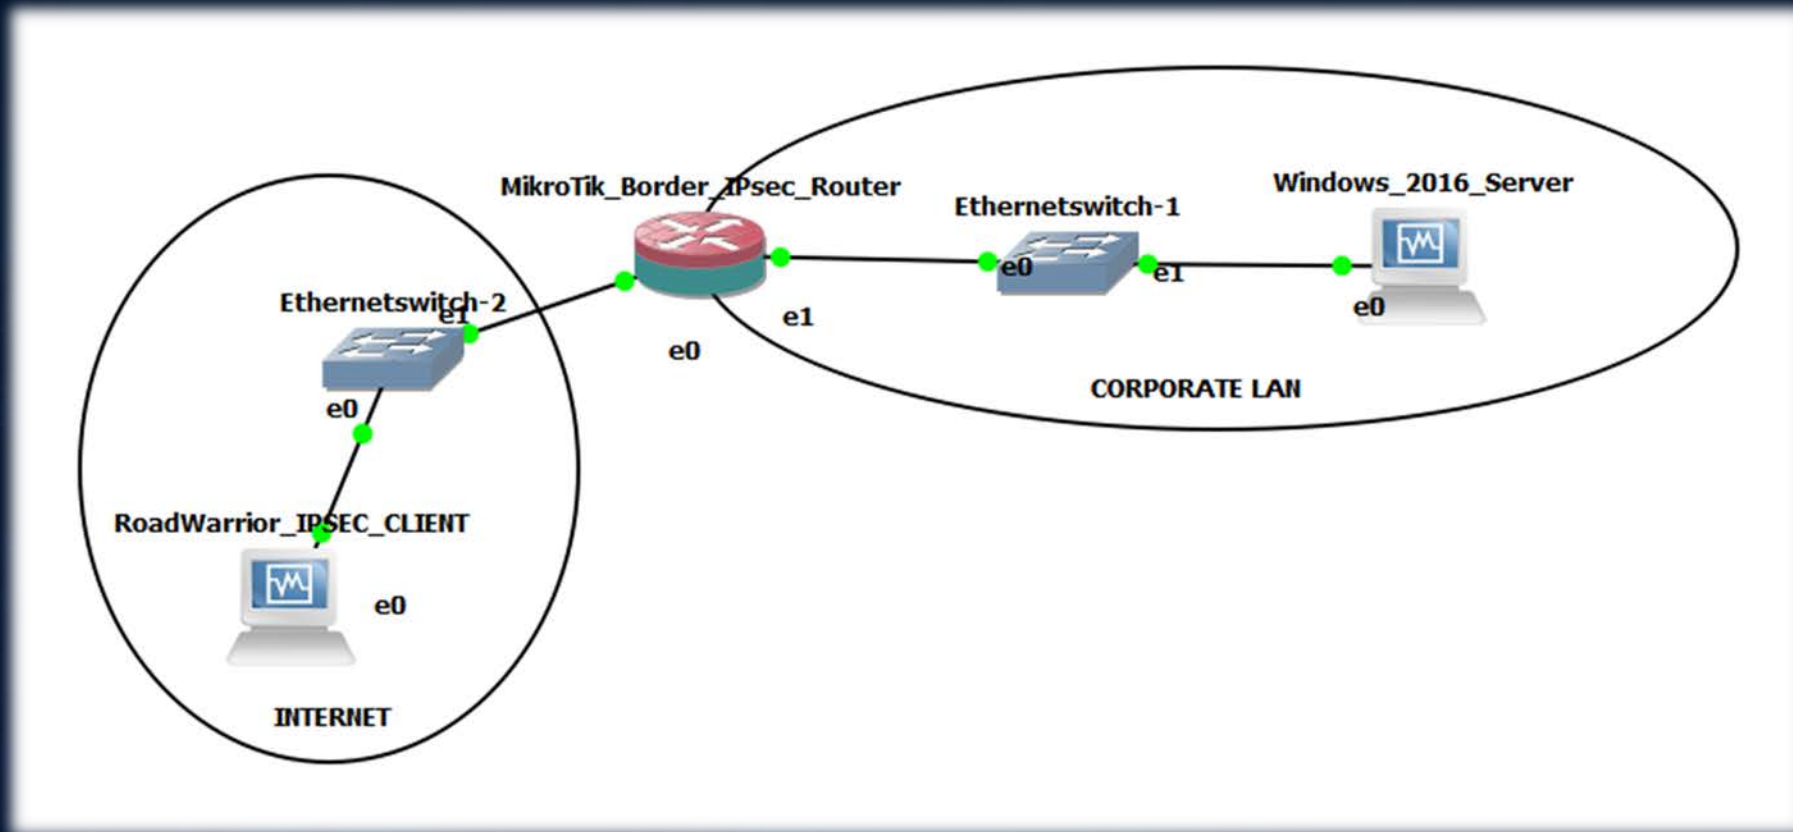 MikroTik_Border_IPsec_Router
Windows_2016_Server
Ethernetswitch-1
e0
e1
e0
e1
e0
Ethernetswitch-2
e1
e0
RoadWarrior_IPSEC_CLIENT
e0
CORPORATE LAN
INTERNET